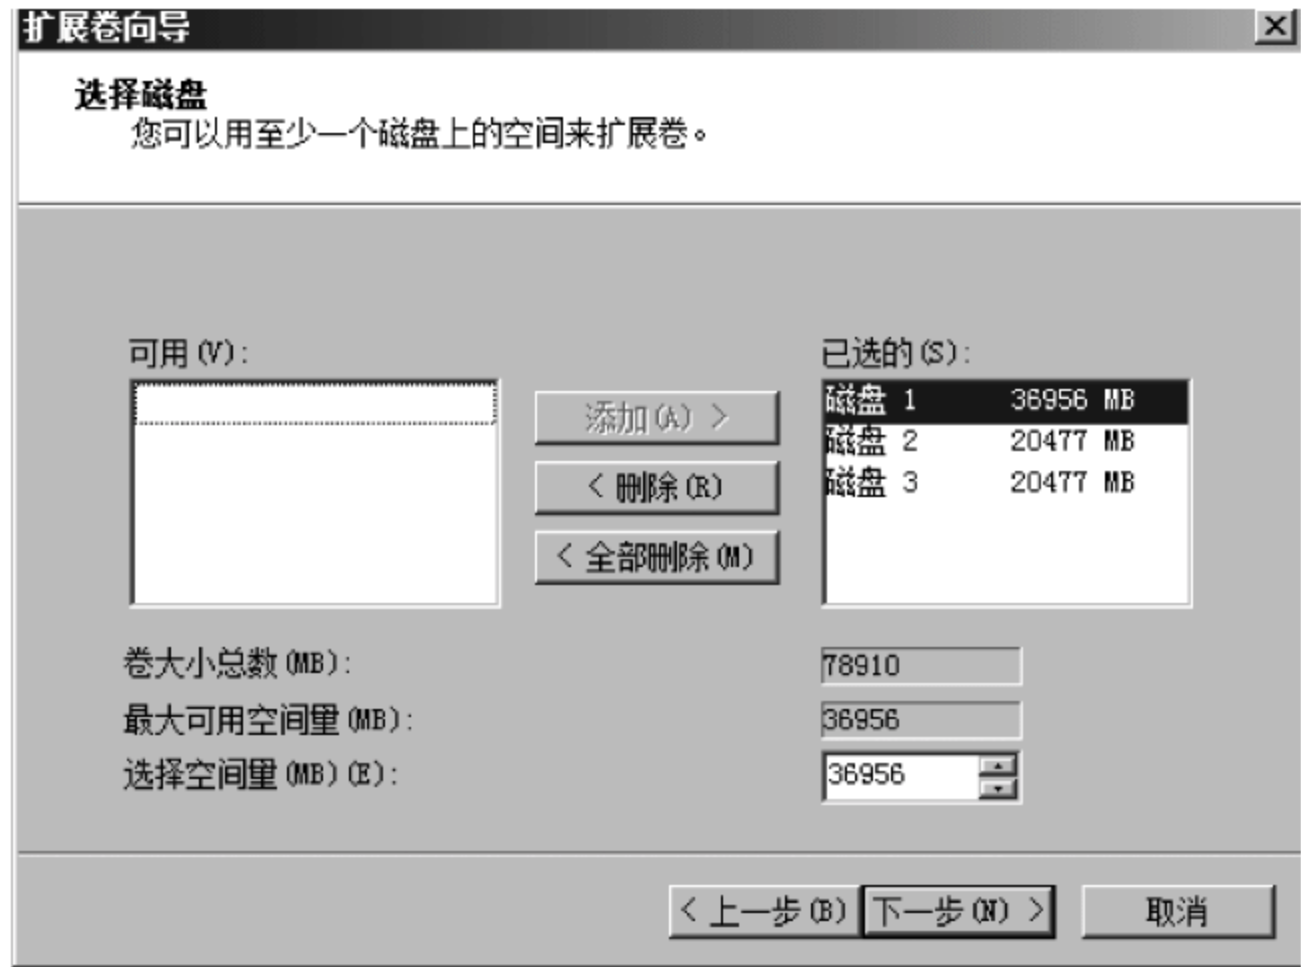 扩展卷向导
选择磁盘
您可以用至少一个磁盘上的空间来扩展卷。
可用(V):
已选的(S):
添加(A) >
< 删除(R)
< 全部删除(M)
磁盘 1 36956 MB
磁盘 2 20477 MB
磁盘 3 20477 MB
卷大小总数(MB): 78910
最大可用空间量(MB): 36956
选择空间量(MB)(E): 36956
< 上一步(B) 下一步(N) > 取消